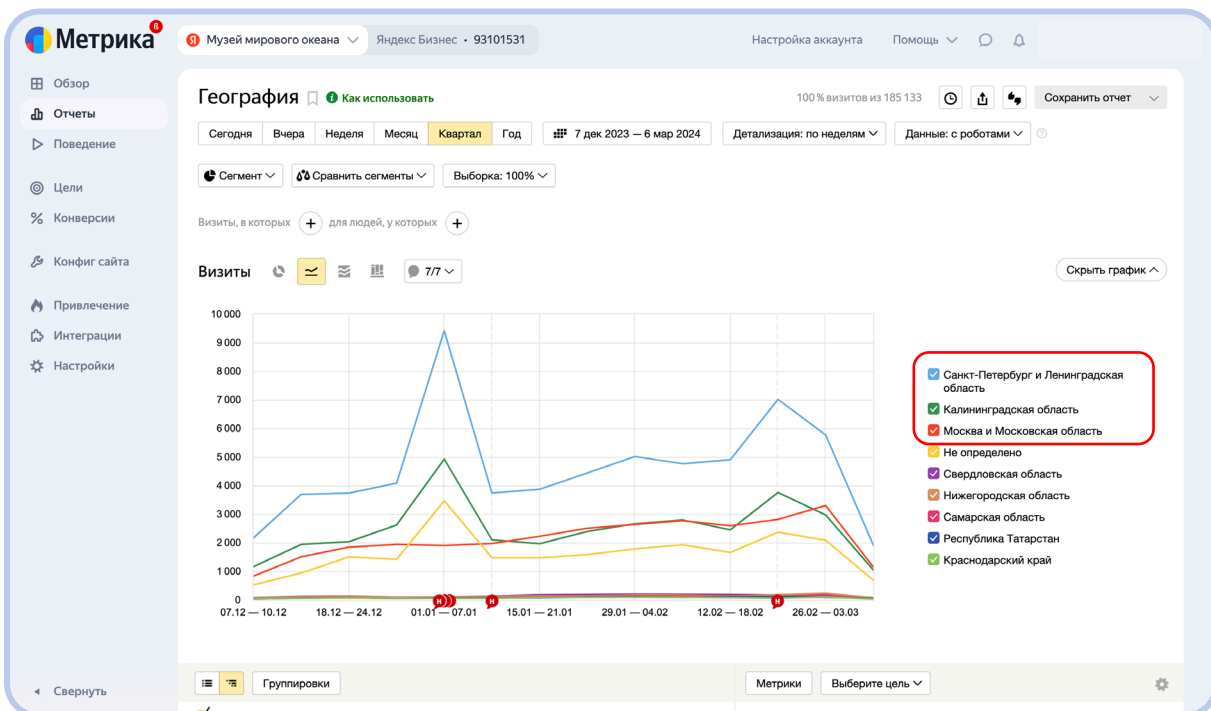 Метрика ß
Я Музей мирового океана Яндекс Бизнес • 93101531 Настройка аккаунта Помощь
Обзор
Отчеты
Поведение
Цели
Конверсии
Конфиг сайта
Привлечение
Интеграции
Настройки
Свернуть
География Как использовать 100 % визитов из 185 133 Сохранить отчет
Сегодня Вчера Неделя Месяц Квартал Год 7 дек 2023 — 6 мар 2024 Детализация: по неделям Данные: с роботами ?
Сегмент Сравнить сегменты Выборка: 100%
Визиты, в которых + для людей, у которых +
Визиты 7/7 Скрыть график
10 000
9 000
8 000
7 000
6 000
5 000
4 000
3 000
2 000
1 000
0
Н Н Н
07.12 — 10.12 18.12 — 24.12 01.01 — 07.01 15.01 — 21.01 29.01 — 04.02 12.02 — 18.02 26.02 — 03.03
Санкт-Петербург и Ленинградская
область
Калининградская область
Москва и Московская область
Не определено
Свердловская область
Нижегородская область
Самарская область
Республика Татарстан
Краснодарский край
Группировки Метрики Выберите цель